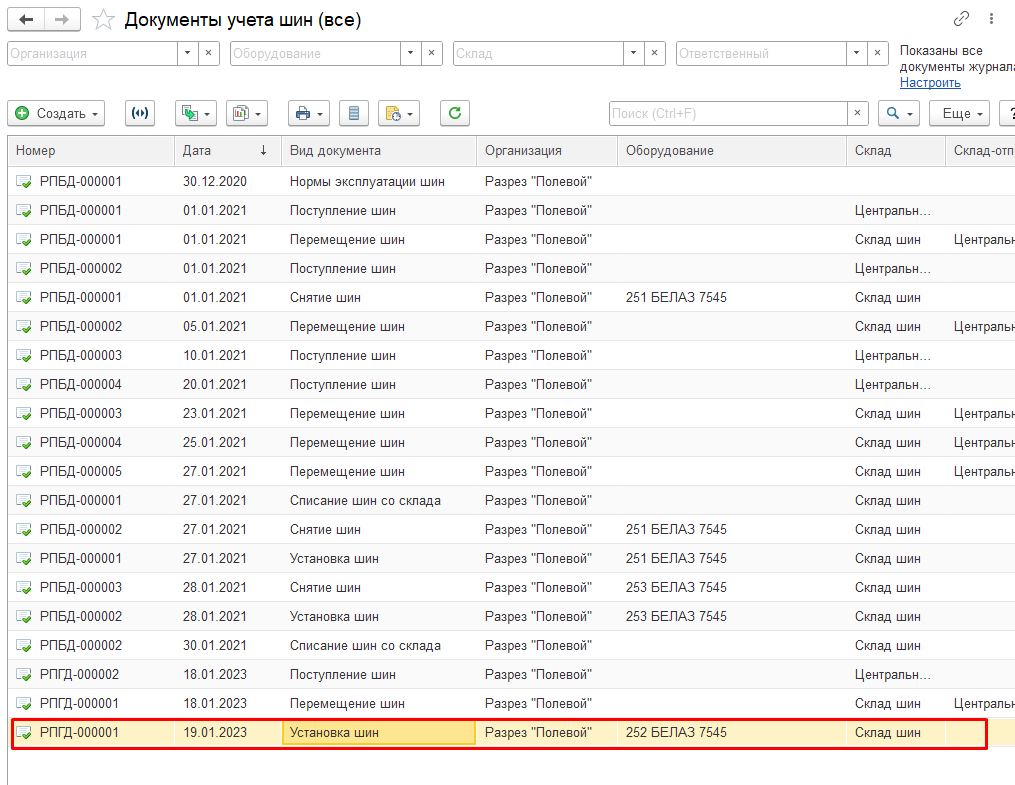 Документы учета шин (все)
Организация Оборудование Склад Ответственный Показаны все
документы журнала
Настроить
Создать Поиск (Ctrl+F) Еще ?
Номер Дата ↓ Вид документа Организация Оборудование Склад Склад-отп
РПБД-000001 30.12.2020 Нормы эксплуатации шин Разрез "Полевой"
РПБД-000001 01.01.2021 Поступление шин Разрез "Полевой" Центральн...
РПБД-000001 01.01.2021 Перемещение шин Разрез "Полевой" Склад шин Центральн
РПБД-000002 01.01.2021 Поступление шин Разрез "Полевой" Центральн...
РПБД-000001 01.01.2021 Снятие шин Разрез "Полевой" 251 БЕЛАЗ 7545 Склад шин
РПБД-000002 05.01.2021 Перемещение шин Разрез "Полевой" Склад шин Центральн
РПБД-000003 10.01.2021 Поступление шин Разрез "Полевой" Центральн...
РПБД-000004 20.01.2021 Поступление шин Разрез "Полевой" Центральн...
РПБД-000003 23.01.2021 Перемещение шин Разрез "Полевой" Склад шин Центральн
РПБД-000004 25.01.2021 Перемещение шин Разрез "Полевой" Склад шин Центральн
РПБД-000005 27.01.2021 Перемещение шин Разрез "Полевой" Склад шин Центральн
РПБД-000001 27.01.2021 Списание шин со склада Разрез "Полевой" Склад шин
РПБД-000002 27.01.2021 Снятие шин Разрез "Полевой" 251 БЕЛАЗ 7545 Склад шин
РПБД-000001 27.01.2021 Установка шин Разрез "Полевой" 251 БЕЛАЗ 7545 Склад шин
РПБД-000003 28.01.2021 Снятие шин Разрез "Полевой" 253 БЕЛАЗ 7545 Склад шин
РПБД-000002 28.01.2021 Установка шин Разрез "Полевой" 253 БЕЛАЗ 7545 Склад шин
РПБД-000002 30.01.2021 Списание шин со склада Разрез "Полевой" Склад шин
РПГД-000002 18.01.2023 Поступление шин Разрез "Полевой" Центральн...
РПГД-000001 18.01.2023 Перемещение шин Разрез "Полевой" Склад шин Центральн
РПГД-000001 19.01.2023 Установка шин Разрез "Полевой" 252 БЕЛАЗ 7545 Склад шин